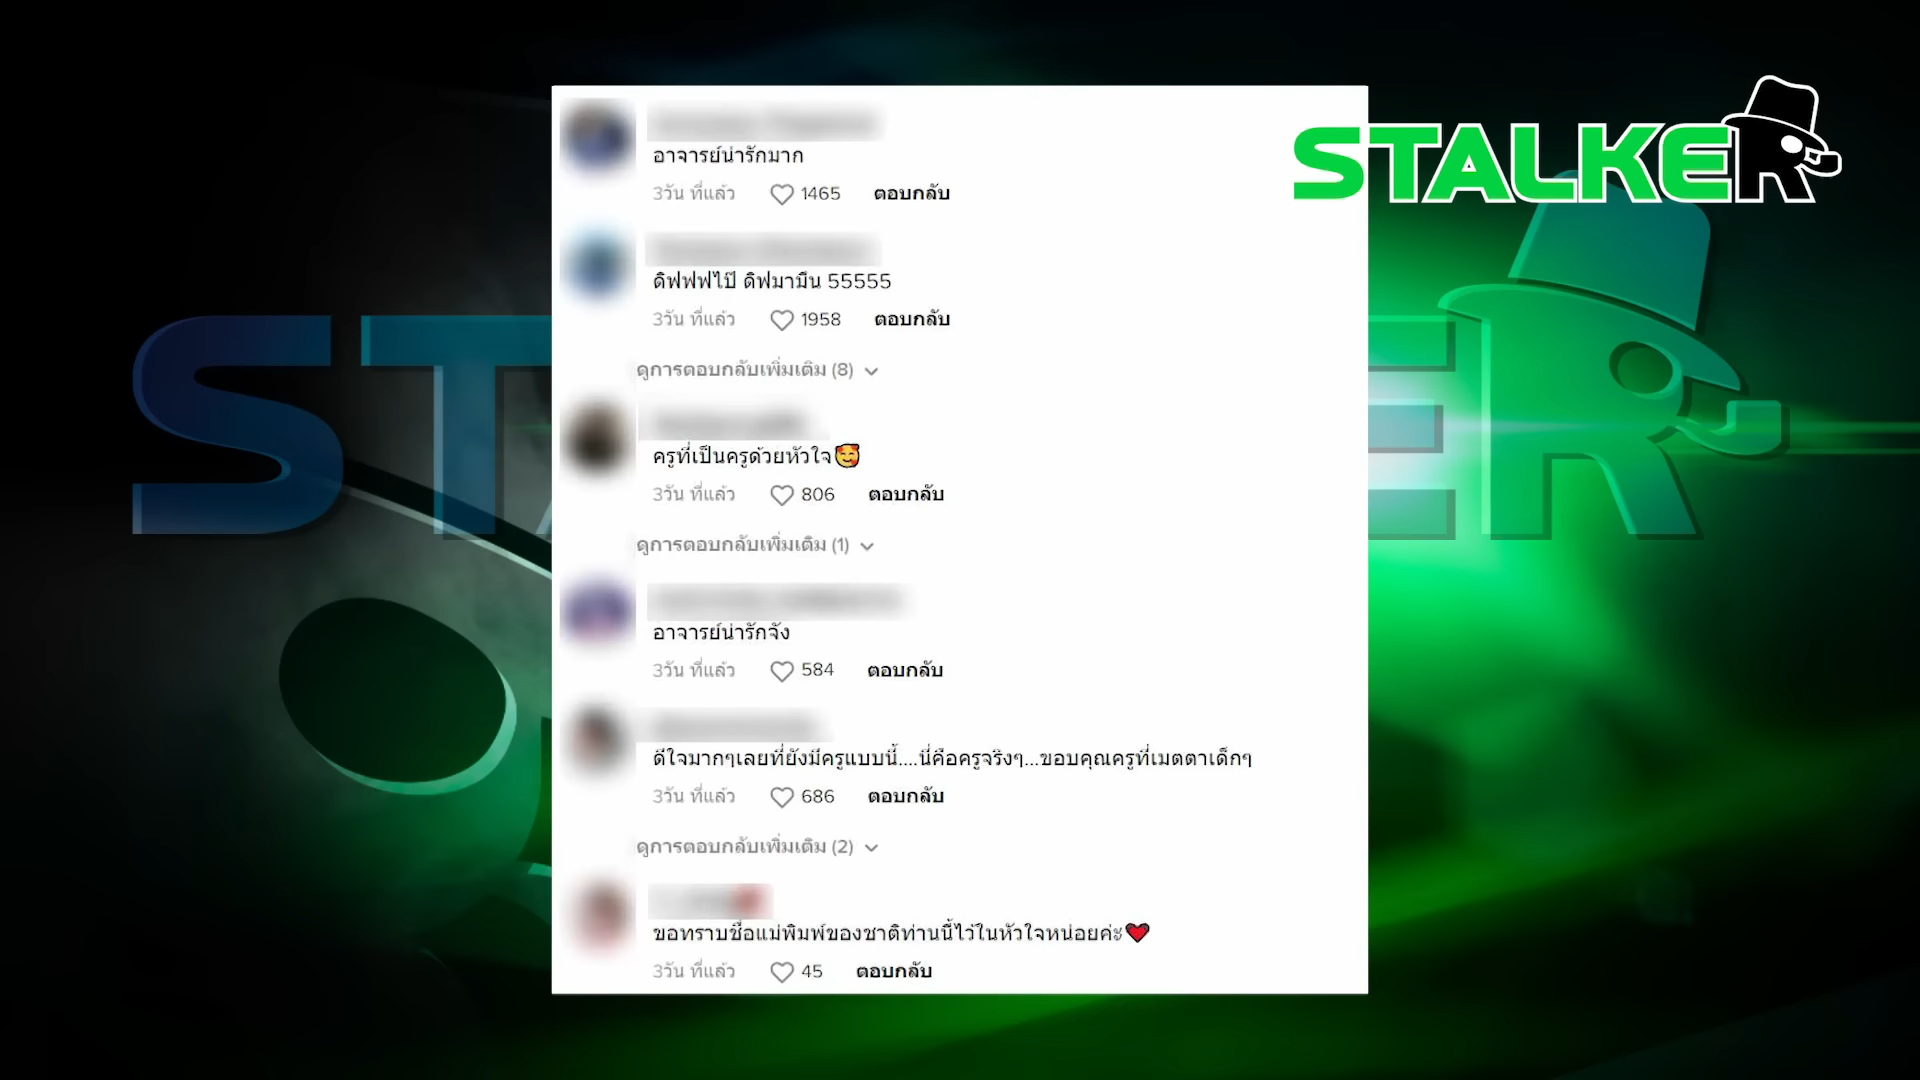 STALKER
อาจารย์น่ารักมาก
3วัน ที่แล้ว 1465 ตอบกลับ
ดิฟฟฟไป๊ ดิฟมามืน 55555
3วัน ที่แล้ว 1958 ตอบกลับ
ดูการตอบกลับเพิ่มเติม (8)
ครูที่เป็นครูด้วยหัวใจ🥰
3วัน ที่แล้ว 806 ตอบกลับ
ดูการตอบกลับเพิ่มเติม (1)
อาจารย์น่ารักจัง
3วัน ที่แล้ว 584 ตอบกลับ
ดีใจมากๆเลยที่ยังมีครูแบบนี้....นี่คือครูจริงๆ...ขอบคุณครูที่เมตตาเด็กๆ
3วัน ที่แล้ว 686 ตอบกลับ
ดูการตอบกลับเพิ่มเติม (2)
ขอทราบชื่อแม่พิมพ์ของชาติท่านนี้ไว้ในหัวใจหน่อยค่ะ❤️
3วัน ที่แล้ว 45 ตอบกลับ